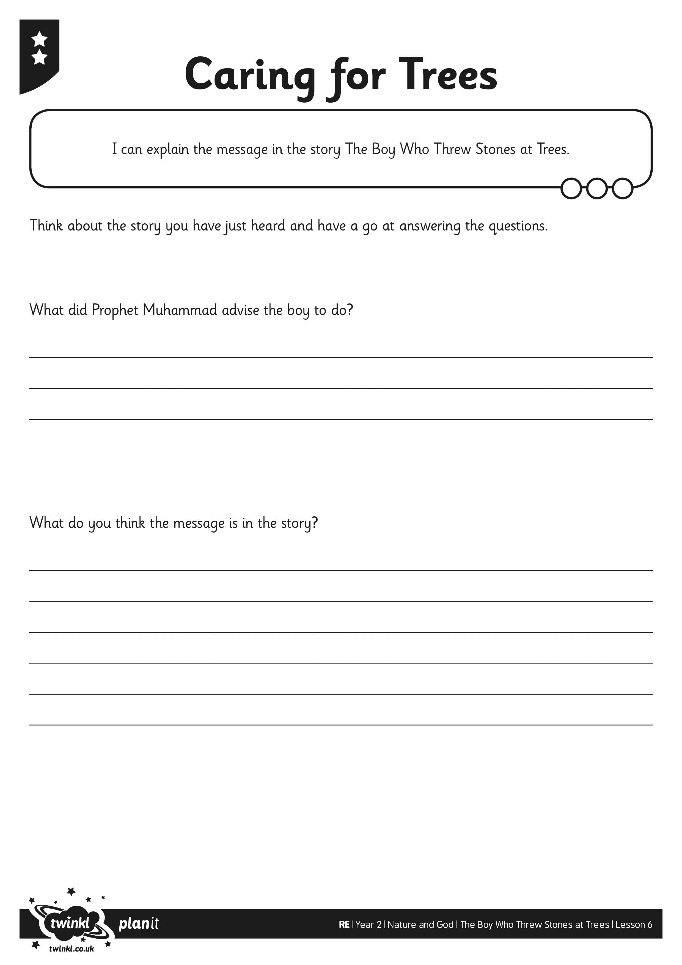 Caring for Trees
I can explain the message in the story The Boy Who Threw Stones at Trees.
Think about the story you have just heard and have a go at answering the questions.
What did Prophet Muhammad advise the boy to do?
What do you think the message is in the story?
twinkl planit
twinkl.co.uk
RE | Year 2 | Nature and God | The Boy Who Threw Stones at Trees | Lesson 6